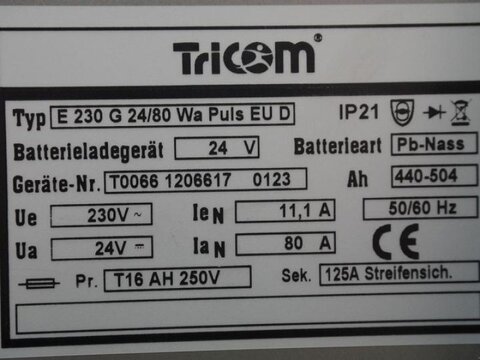 TriCOM®
Typ E 230 G 24/80 Wa Puls EU D IP21
Batterieladegerät 24 V Batterieart Pb-Nass
Geräte-Nr. T0066 1206617 0123 Ah 440-504
Ue 230V ~ IeN 11,1 A 50/60 Hz
Ua 24V ⎓ IaN 80 A CE
Pr. T16 AH 250V Sek. 125A Streifensich.